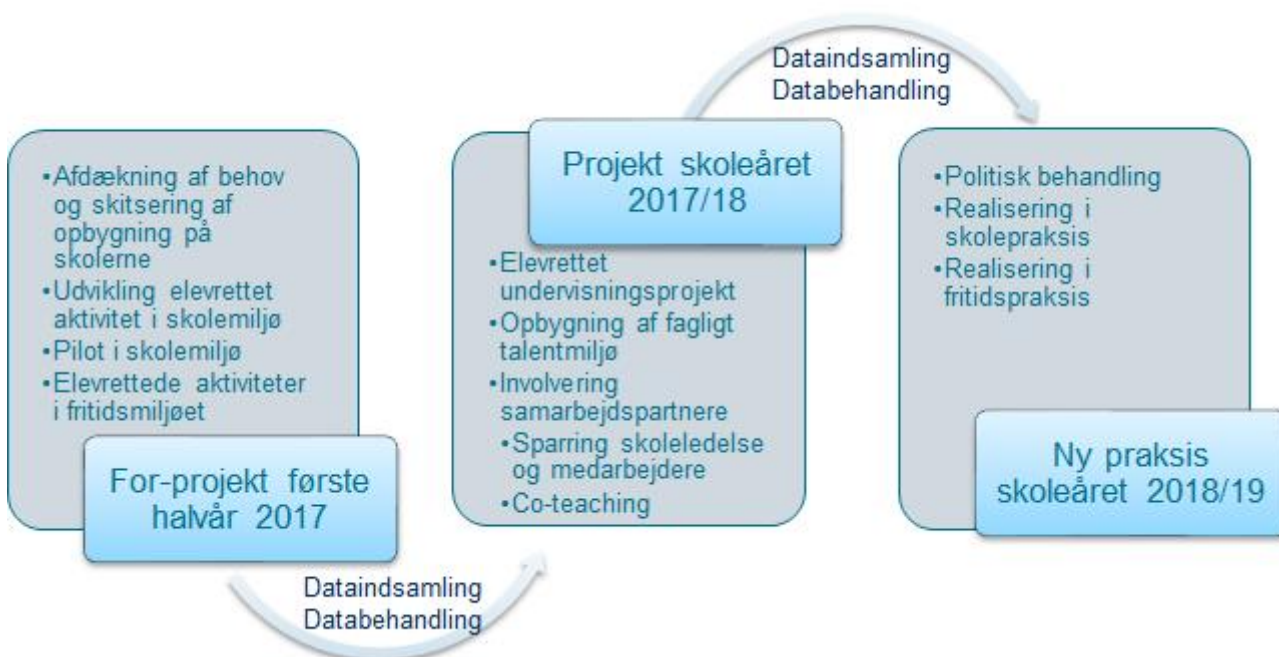 •Afdækning af behov
og skitsering af
opbygning på
skolerne
•Udvikling elevrettet
aktivitet i skolemiljø
•Pilot i skolemiljø
•Elevrettede aktiviteter
i fritidsmiljøet
For-projekt første
halvår 2017
Dataindsamling
Databehandling
Projekt skoleåret
2017/18
•Elevrettet
undervisningsprojekt
•Opbygning af fagligt
talentmiljø
•Involvering
samarbejdspartnere
•Sparring skoleledelse
og medarbejdere
•Co-teaching
Dataindsamling
Databehandling
•Politisk behandling
•Realisering i
skolepraksis
•Realisering i
fritidspraksis
Ny praksis
skoleåret 2018/19